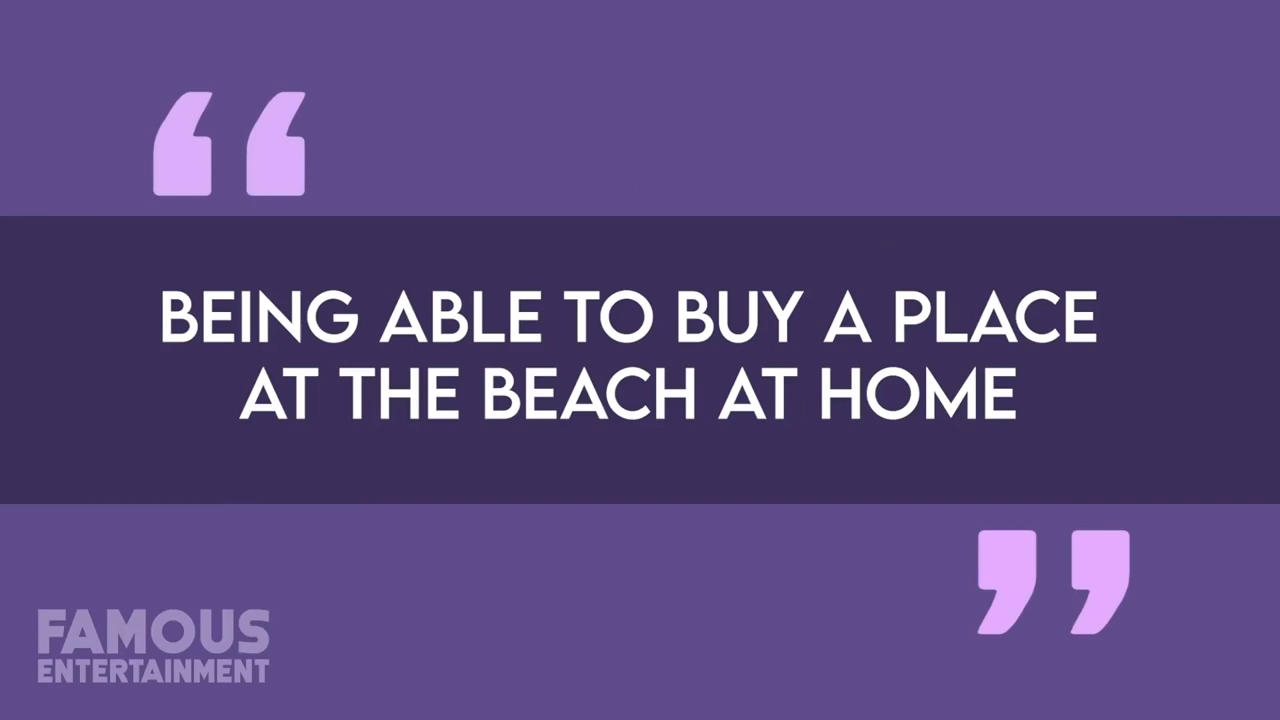 “
BEING ABLE TO BUY A PLACE
AT THE BEACH AT HOME
”
FAMOUS
ENTERTAINMENT